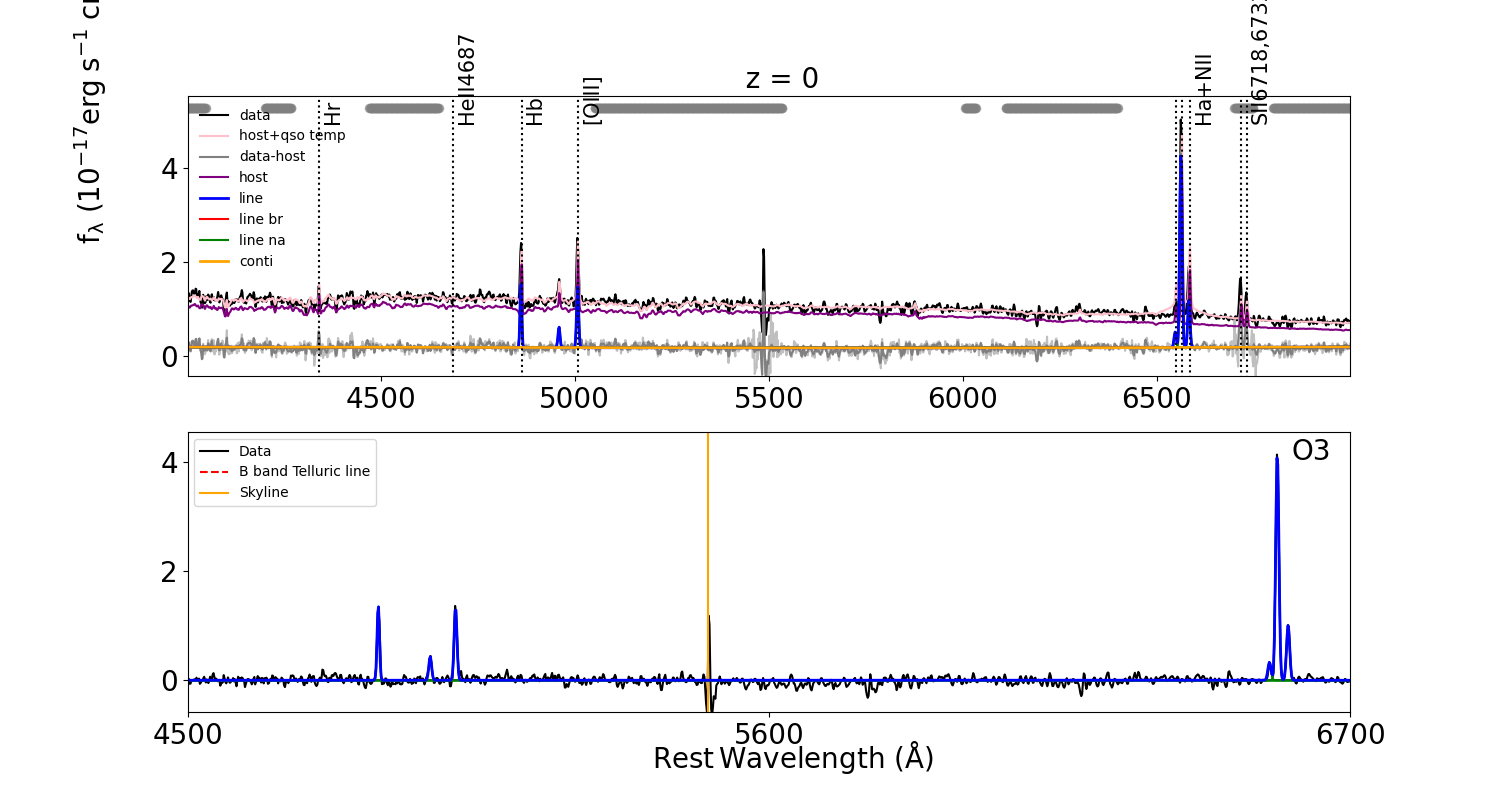 z = 0
f_λ (10^−17 erg s^−1
Hr
HeII4687
Hb
[OIII]
Ha+NII
SII6718,673
data
host+qso temp
data-host
host
line
line br
line na
conti
4
2
0
4500
5000
5500
6000
6500
O3
Data
B band Telluric line
Skyline
4
2
0
4500
5600
6700
Rest Wavelength (Å)